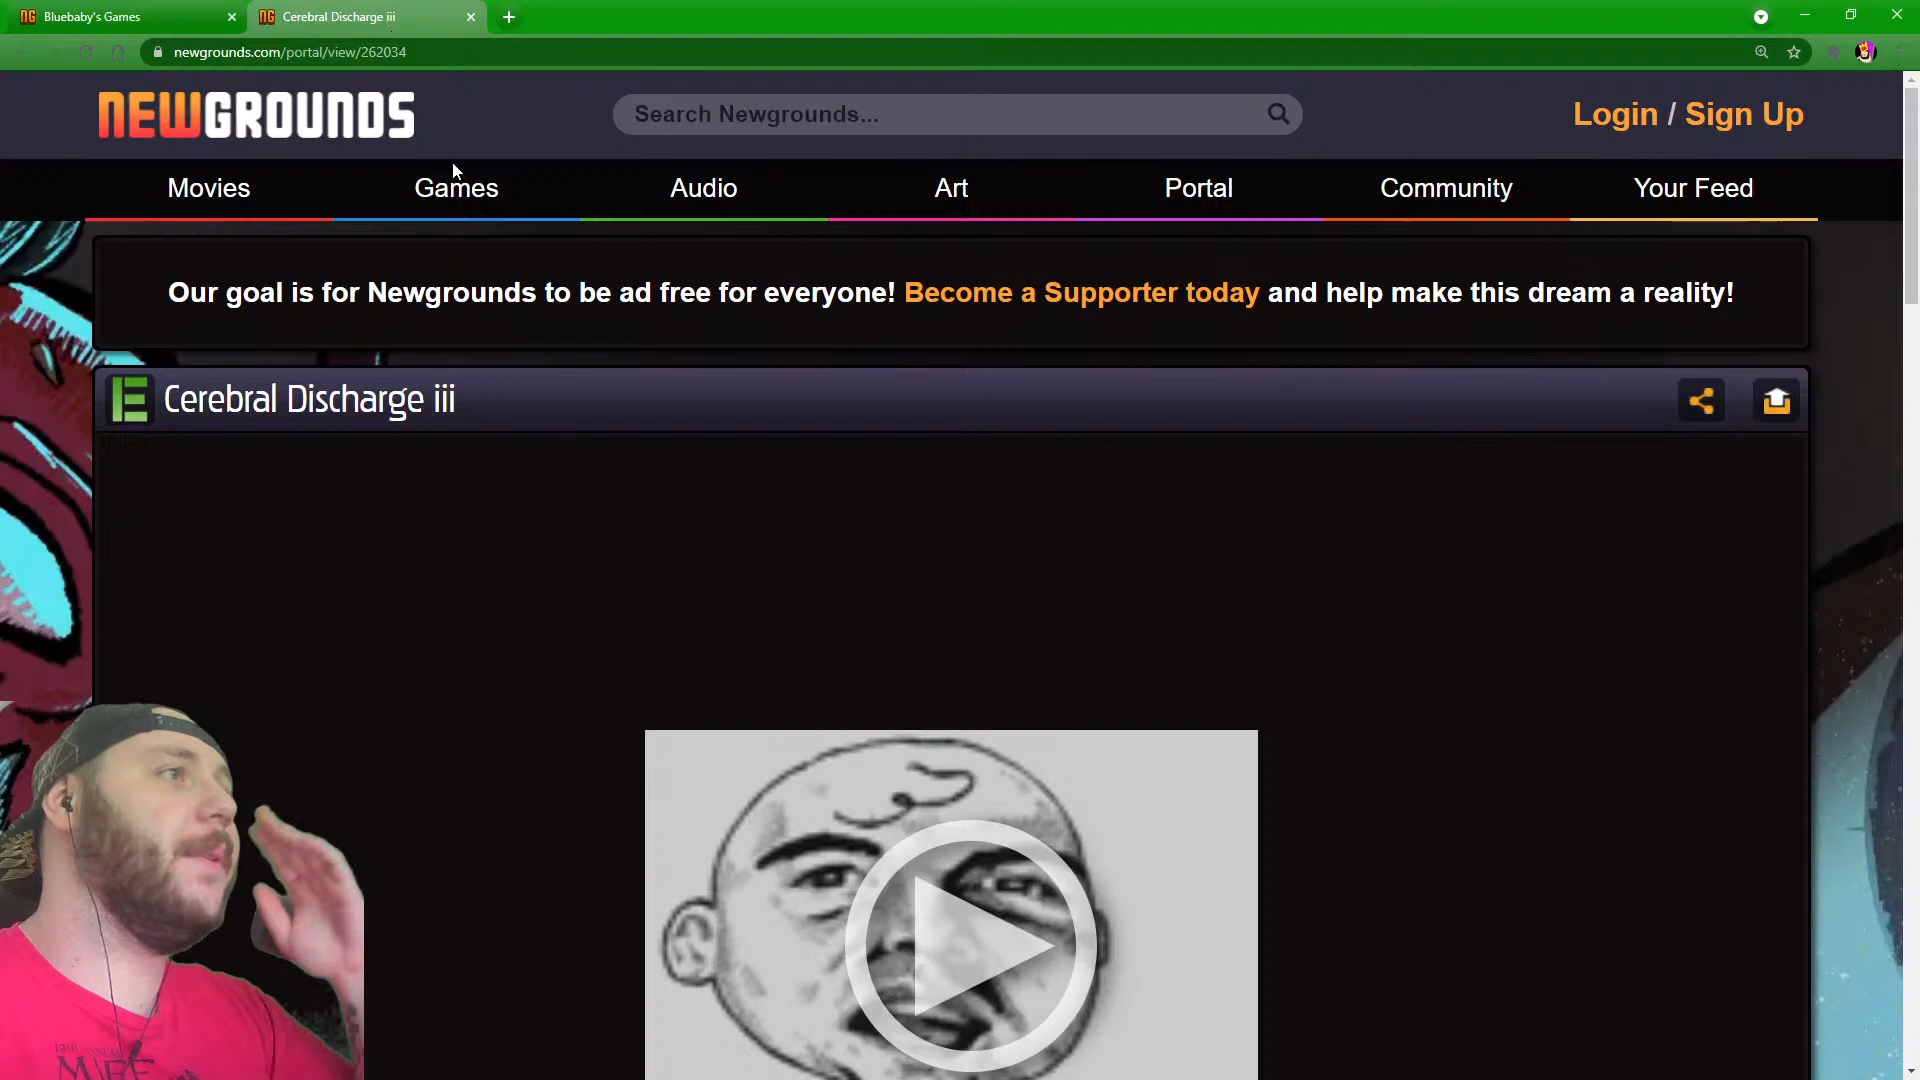 Bluebaby's Games
Cerebral Discharge iii
newgrounds.com/portal/view/262034
NEWGROUNDS
Search Newgrounds...
Login / Sign Up
Movies
Games
Audio
Art
Portal
Community
Your Feed
Our goal is for Newgrounds to be ad free for everyone! Become a Supporter today and help make this dream a reality!
E Cerebral Discharge iii